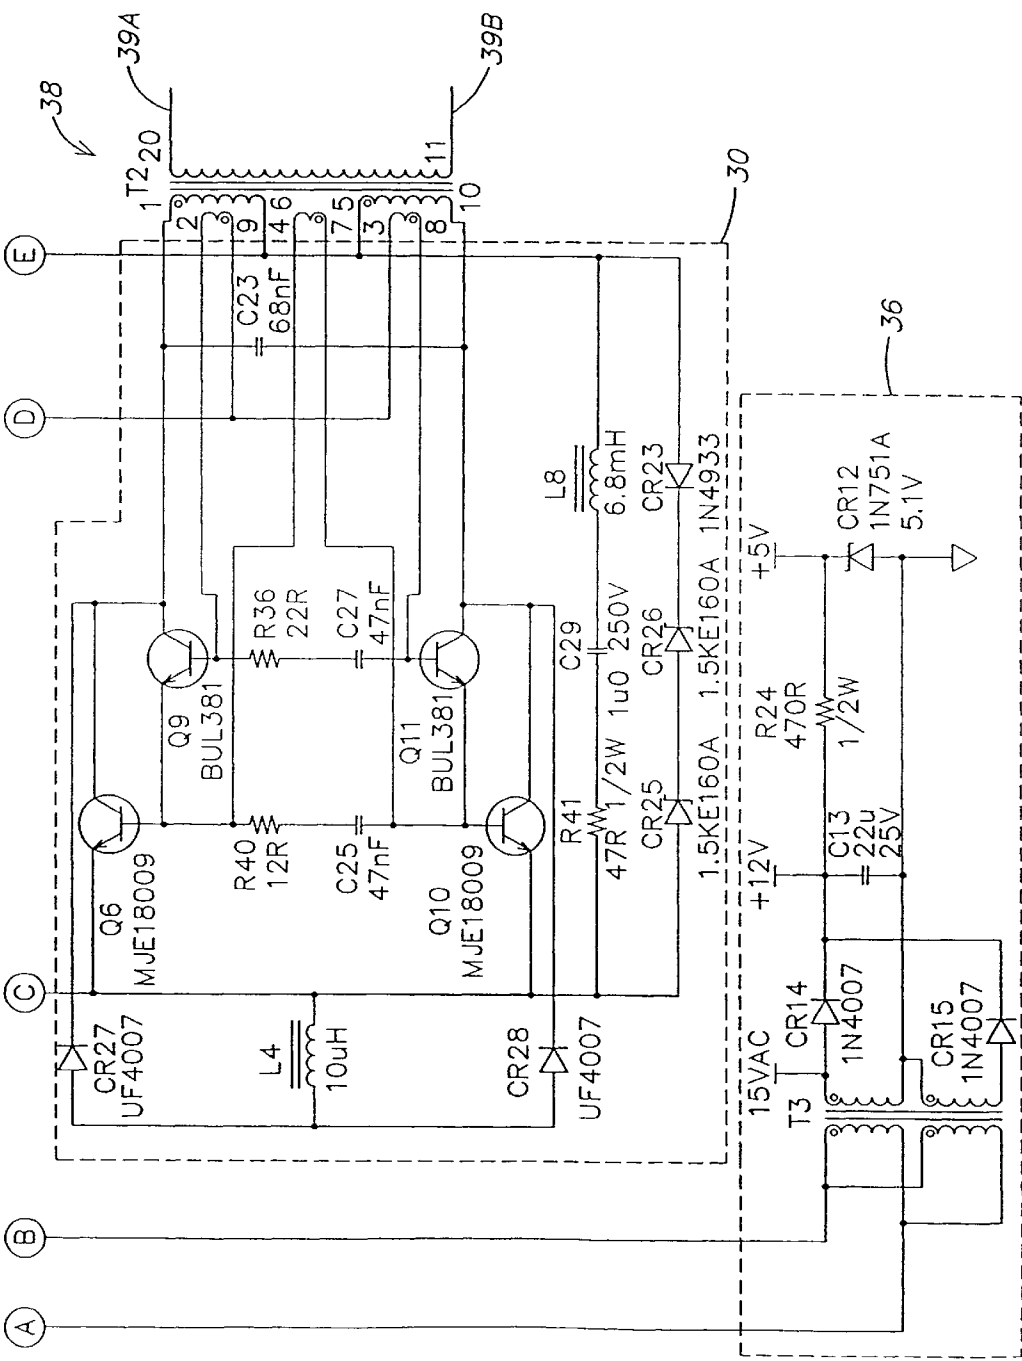 A
B
C
D
E
38
39A
39B
T2
1
20
2
9
4
6
7
5
3
8
10
11
30
CR27
UF4007
Q6
MJE18009
Q9
BUL381
C23
68nF
L4
10uH
R40
12R
C25
47nF
R36
22R
C27
47nF
Q10
MJE18009
Q11
BUL381
CR28
UF4007
R41
47R 1/2W
C29
1u0 250V
L8
6.8mH
CR25
1.5KE160A
CR26
1.5KE160A
CR23
1N4933
36
15VAC
T3
+12V
+5V
CR14
1N4007
C13
22u
25V
R24
470R
1/2W
CR12
1N751A
5.1V
CR15
1N4007